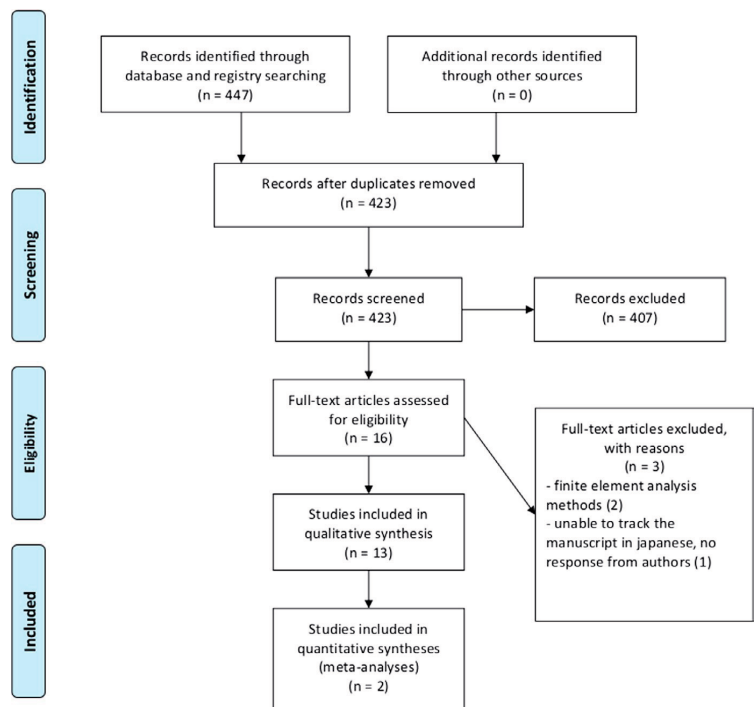 Identification
Records identified through
database and registry searching
(n = 447)
Additional records identified
through other sources
(n = 0)
Records after duplicates removed
(n = 423)
Screening
Records screened
(n = 423)
Records excluded
(n = 407)
Eligibility
Full-text articles assessed
for eligibility
(n = 16)
Full-text articles excluded,
with reasons
(n = 3)
- finite element analysis
methods (2)
- unable to track the
manuscript in japanese, no
response from authors (1)
Studies included in
qualitative synthesis
(n = 13)
Included
Studies included in
quantitative syntheses
(meta-analyses)
(n = 2)